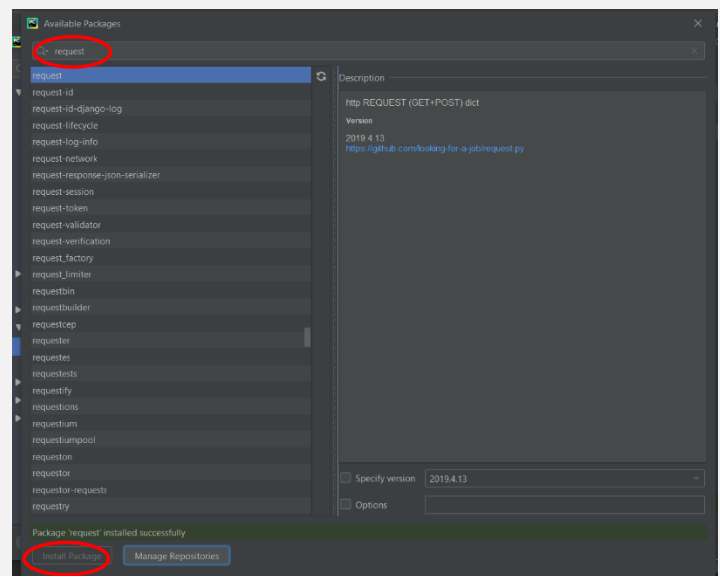 Available Packages
request
request
request-id
request-id-django-log
request-lifecycle
request-log-info
request-network
request-response-json-serializer
request-session
request-token
request-validator
request-verification
request_factory
request_limiter
requestbin
requestbuilder
requestcep
requester
requestes
requestests
requestify
requestions
requestium
requestiumpool
requeston
requestor
requestor-requests
requestry
Description
http REQUEST (GET+POST) dict
Version
2019.4.13
https://github.com/looking-for-a-job/request.py
Specify version 2019.4.13
Options
Package 'request' installed successfully
Install Package Manage Repositories